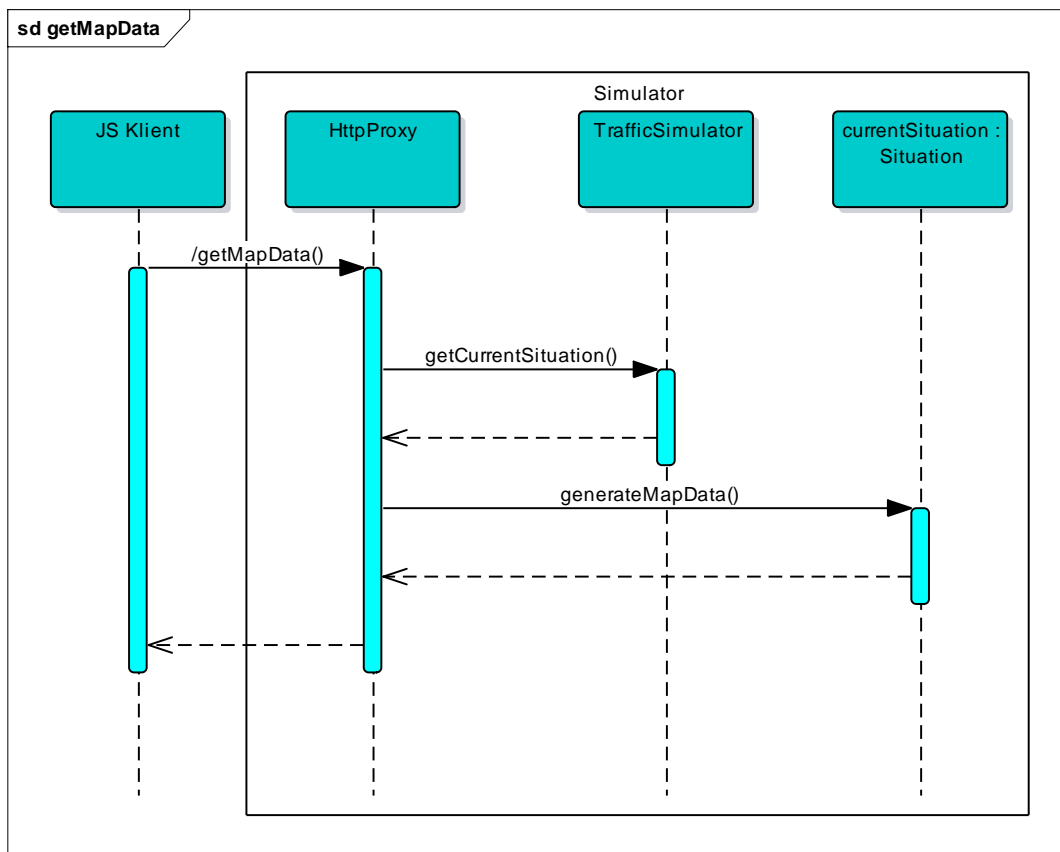 sd getMapData
Simulator
JS Klient
HttpProxy
TrafficSimulator
currentSituation :
Situation
/getMapData()
getCurrentSituation()
generateMapData()